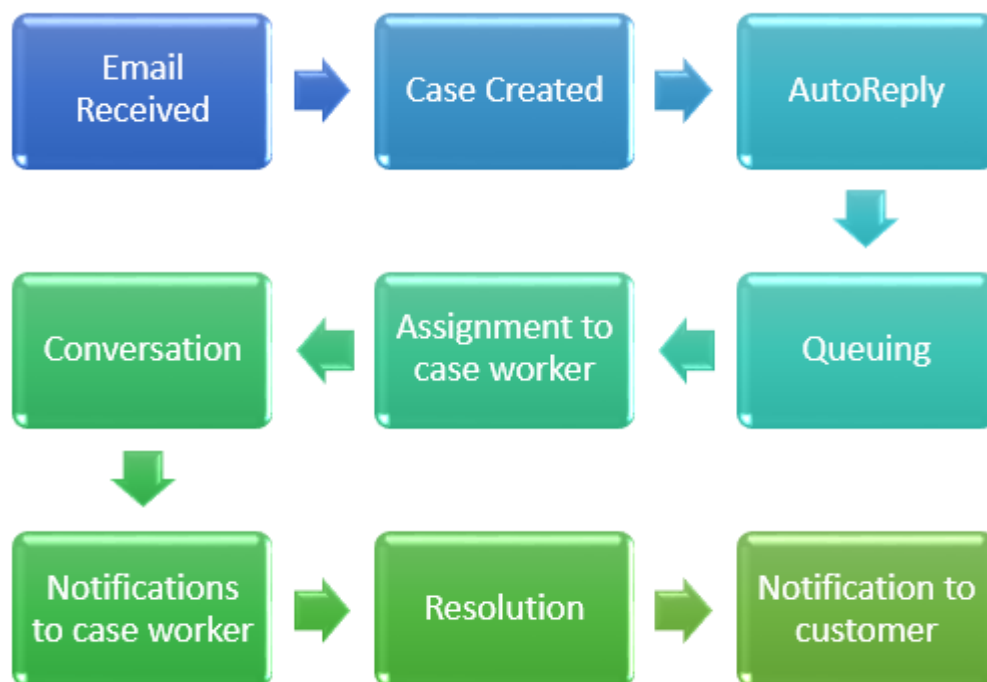 Email
Received
Case Created
AutoReply
Queuing
Assignment to
case worker
Conversation
Notifications
to case worker
Resolution
Notification to
customer